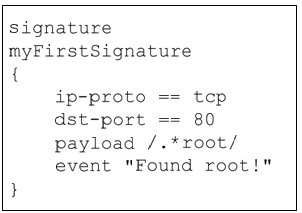 signature
myFirstSignature
{
    ip-proto == tcp
    dst-port == 80
    payload /.*root/
    event "Found root!"
}